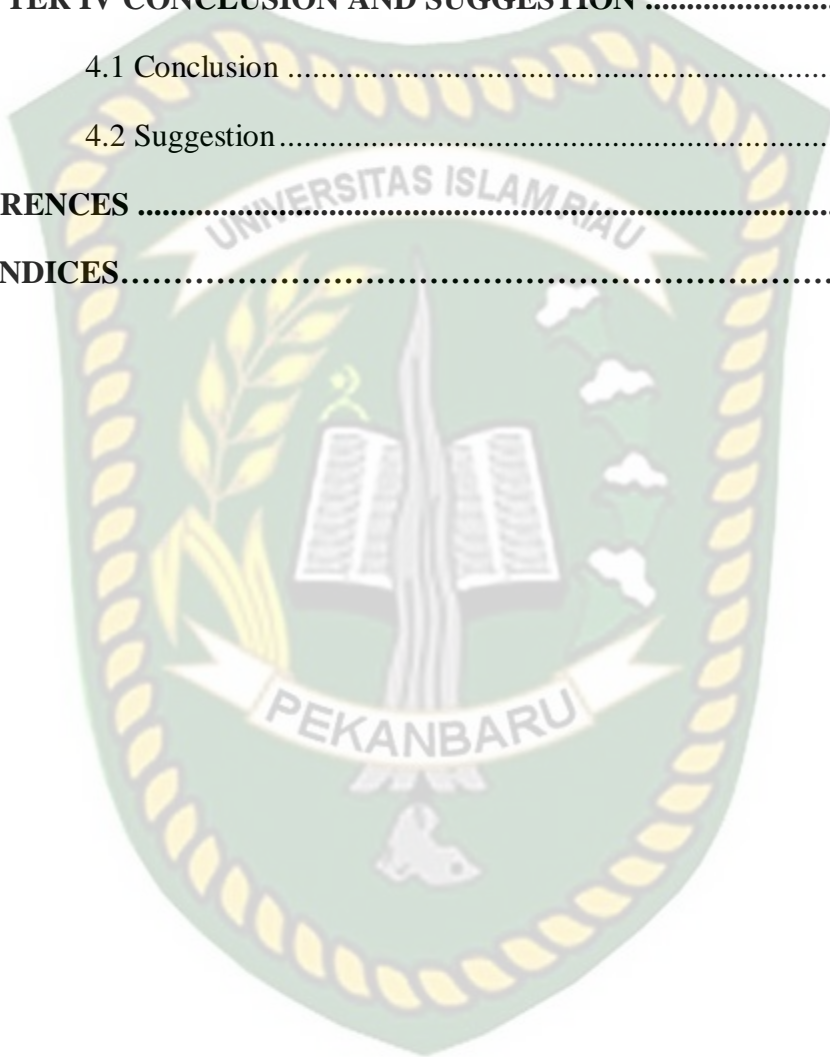 TER IV CONCLUSION AND SUGGESTION ......................
4.1 Conclusion ..............................................................................
4.2 Suggestion ..............................................................................
UNIVERSITAS ISLAM RIAU
RENCES ..............................................................................
NDICES..............................................................................
PEKANBARU